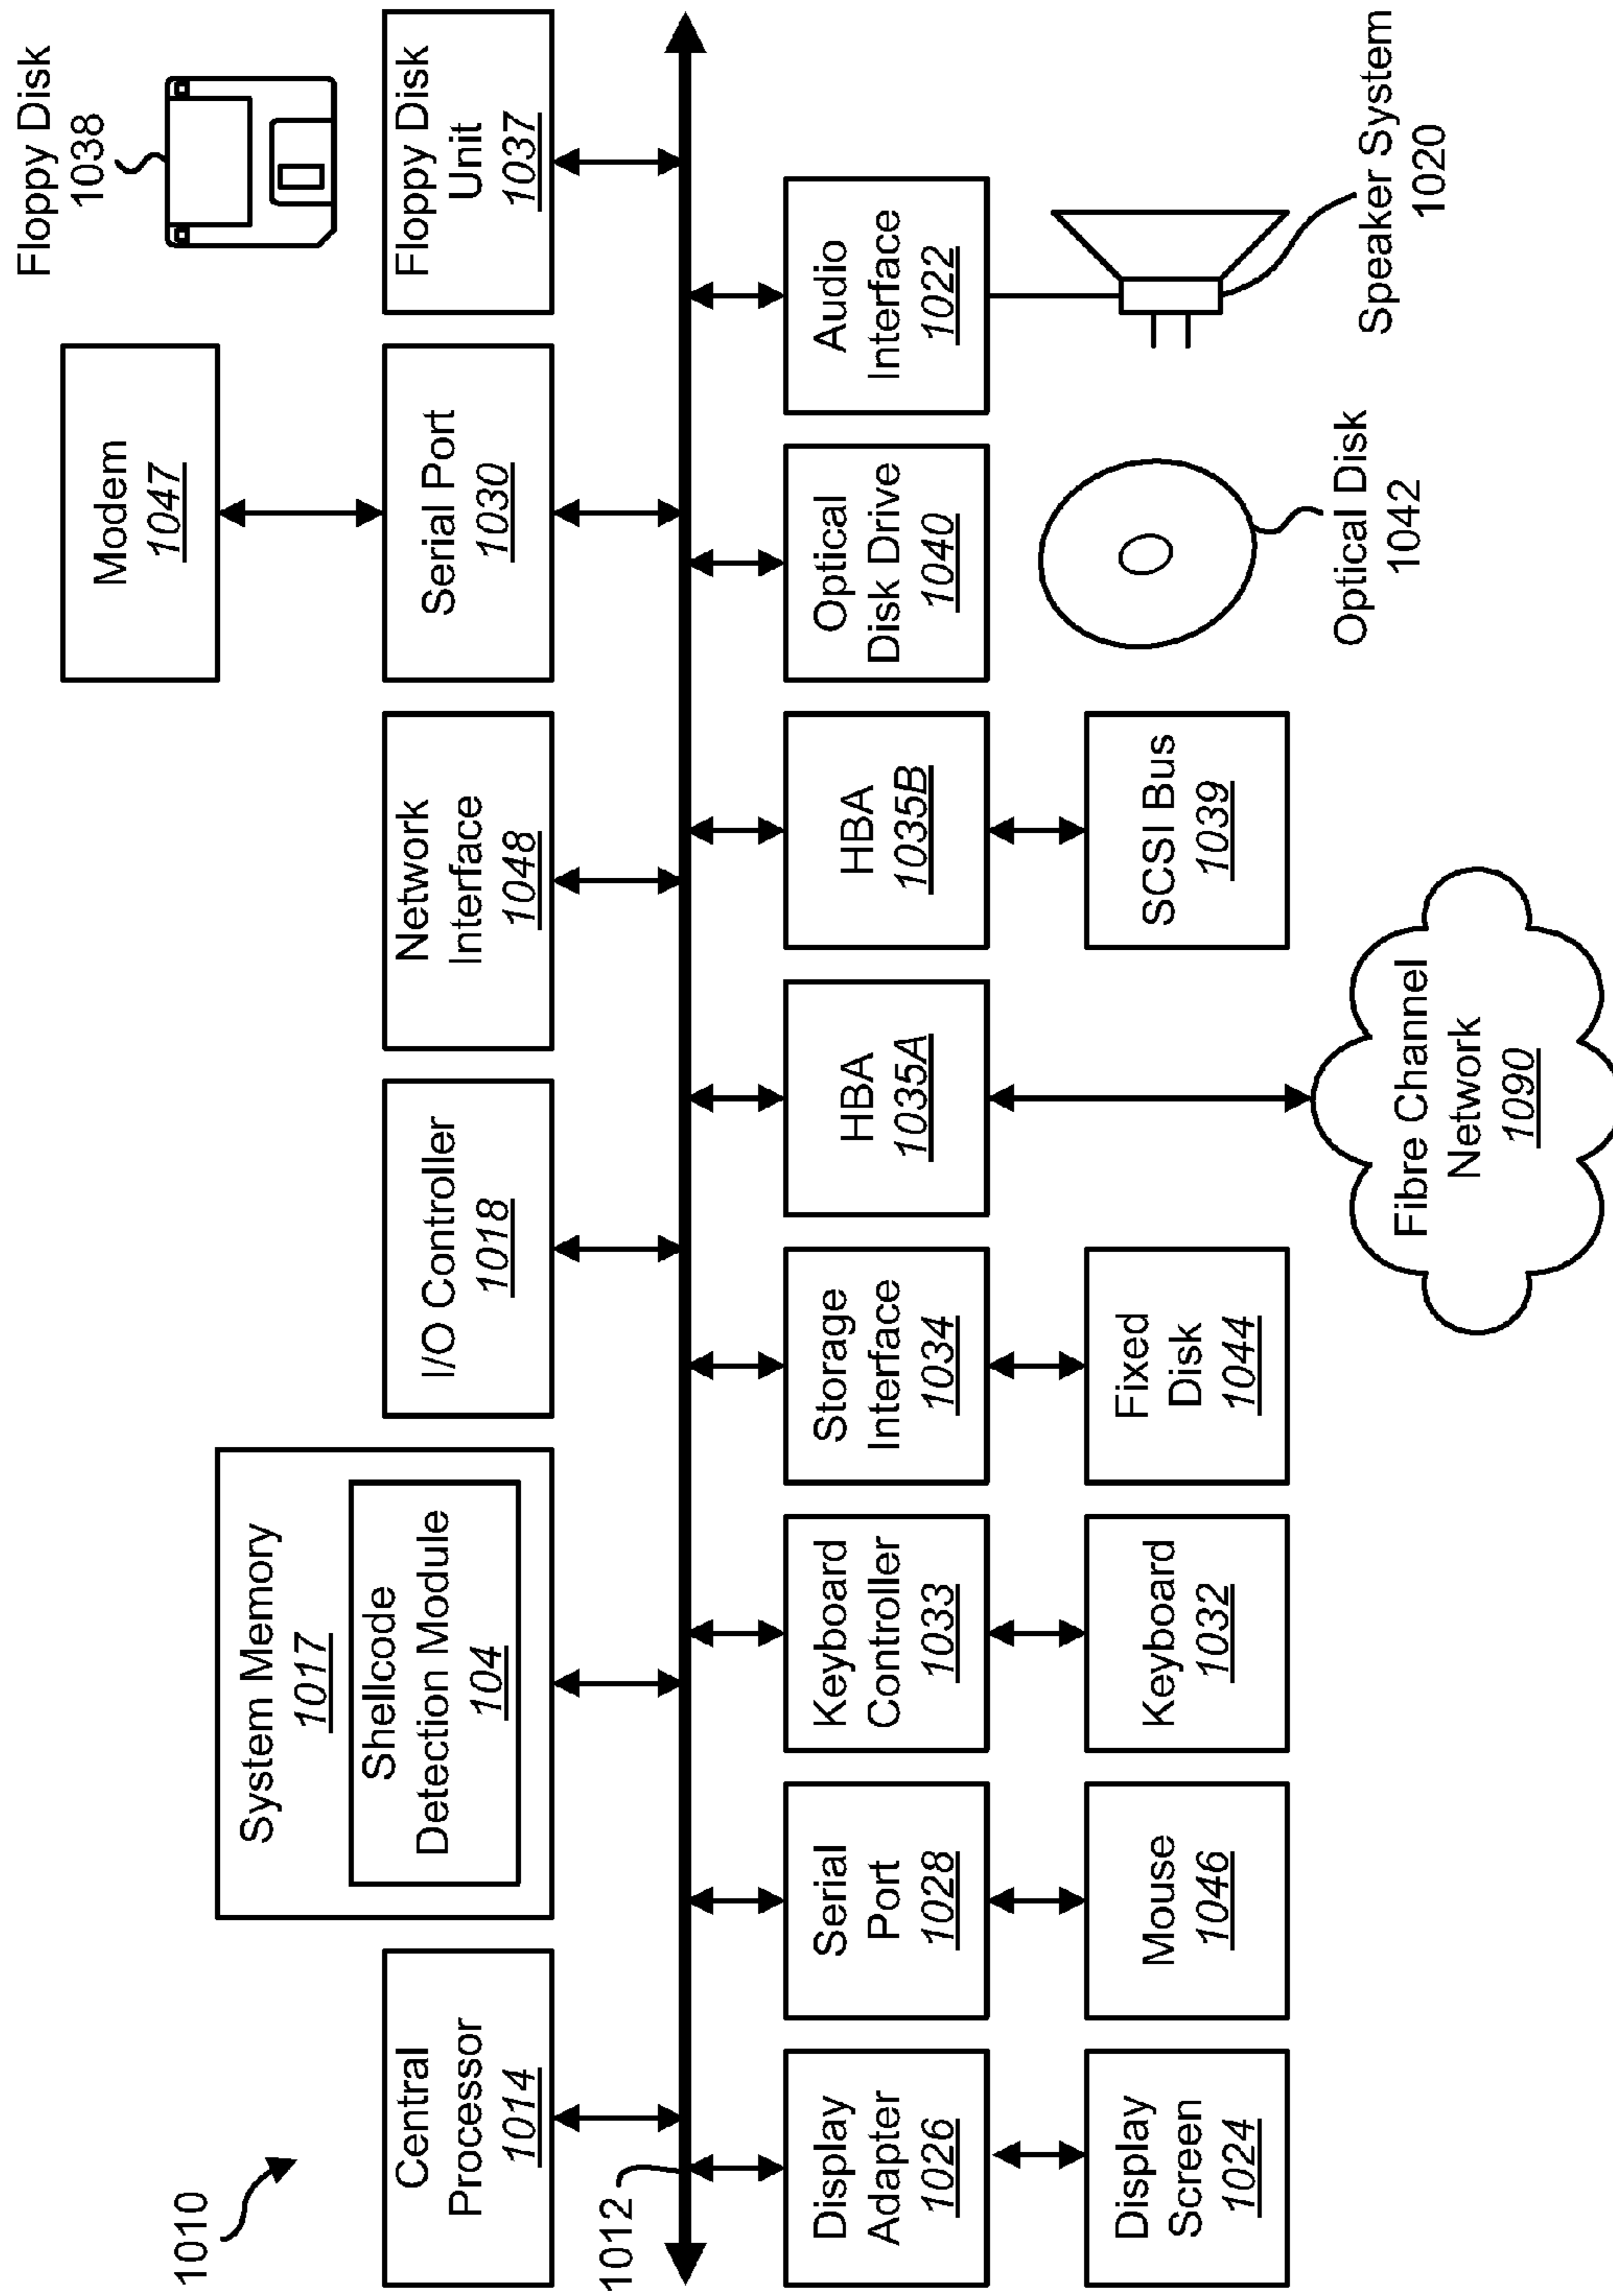 1010
Central
Processor
1014
System Memory
1017
Shellcode
Detection Module
104
I/O Controller
1018
Network
Interface
1048
Modem
1047
Serial Port
1030
Floppy Disk
1038
Floppy Disk
Unit
1037
1012
Display
Adapter
1026
Serial
Port
1028
Keyboard
Controller
1033
Storage
Interface
1034
HBA
1035A
HBA
1035B
Optical
Disk Drive
1040
Audio
Interface
1022
Display
Screen
1024
Mouse
1046
Keyboard
1032
Fixed
Disk
1044
Fibre Channel
Network
1090
SCSI Bus
1039
Optical Disk
1042
Speaker System
1020